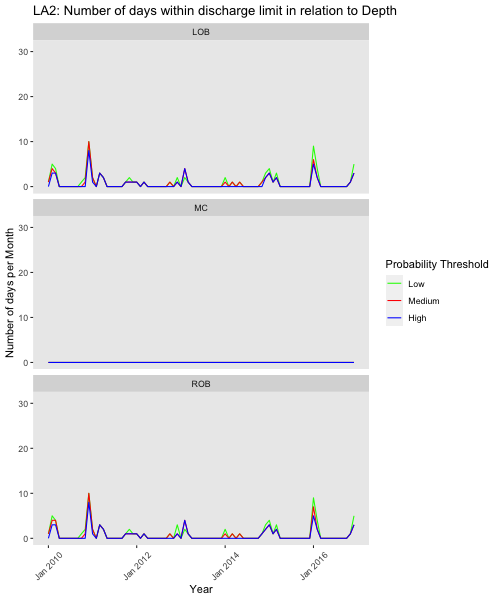 LA2: Number of days within discharge limit in relation to Depth
LOB
30
20
10
0
MC
30
20
10
0
ROB
30
20
10
0
Jan 2010
Jan 2012
Jan 2014
Jan 2016
Year
Number of days per Month
Probability Threshold
Low
Medium
High